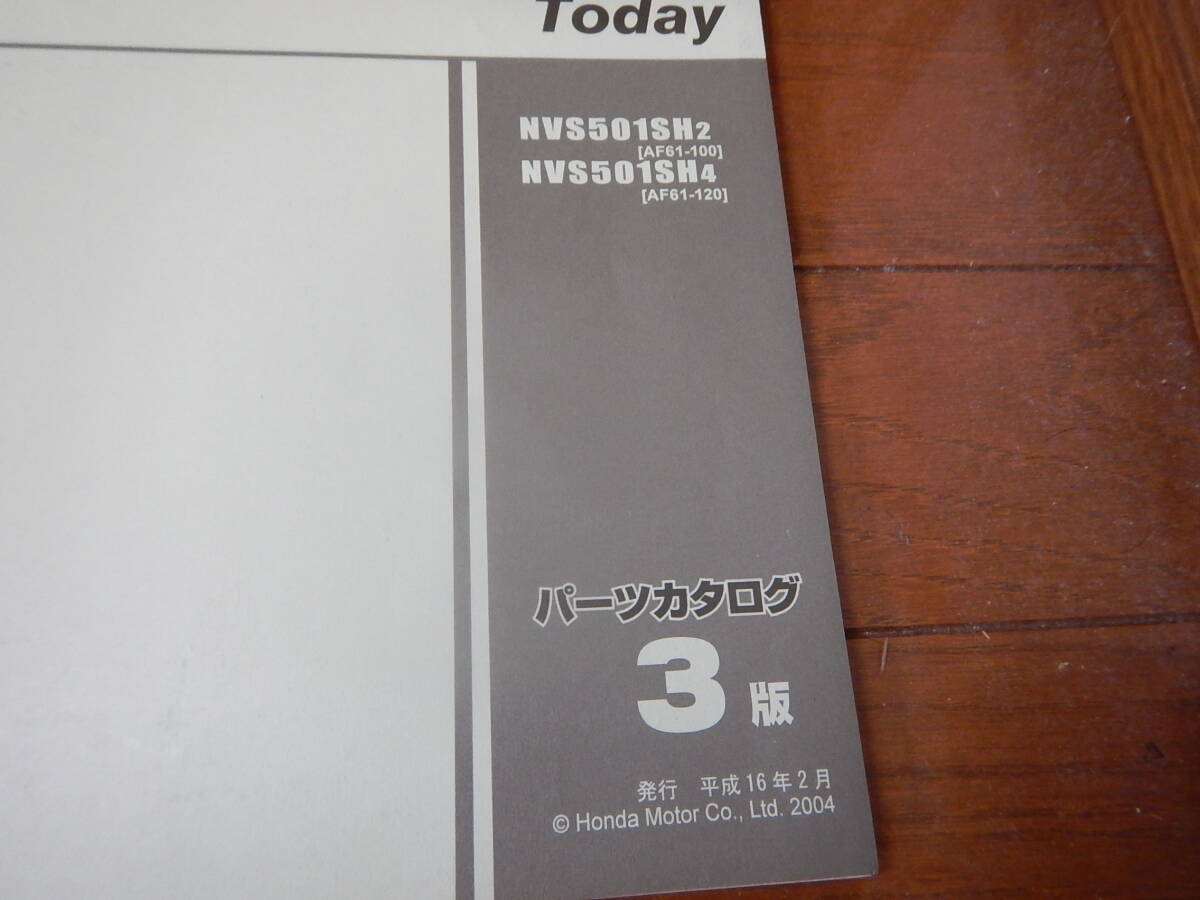 Today
NVS501SH2
[AF61-100]
NVS501SH4
[AF61-120]
パーツカタログ
3版
発行 平成16年2月
© Honda Motor Co., Ltd. 2004